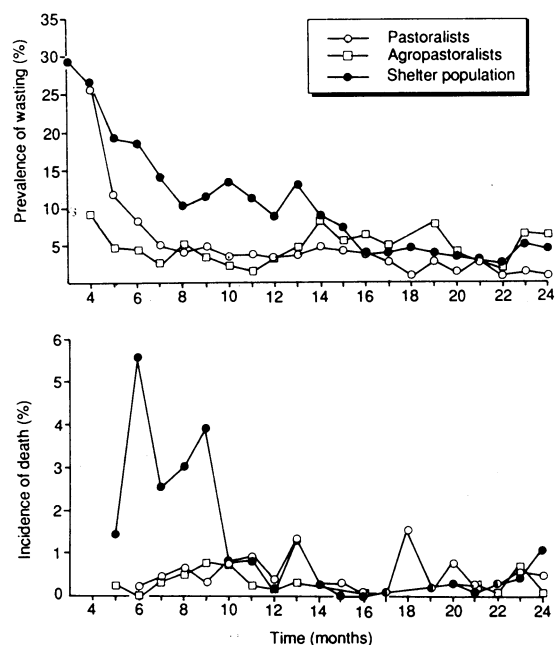 Pastoralists
Agropastoralists
Shelter population
Prevalence of wasting (%)
35
30
25
20
15
10
5
4 6 8 10 12 14 16 18 20 22 24
Incidence of death (%)
6
5
4
3
2
1
0
4 6 8 10 12 14 16 18 20 22 24
Time (months)